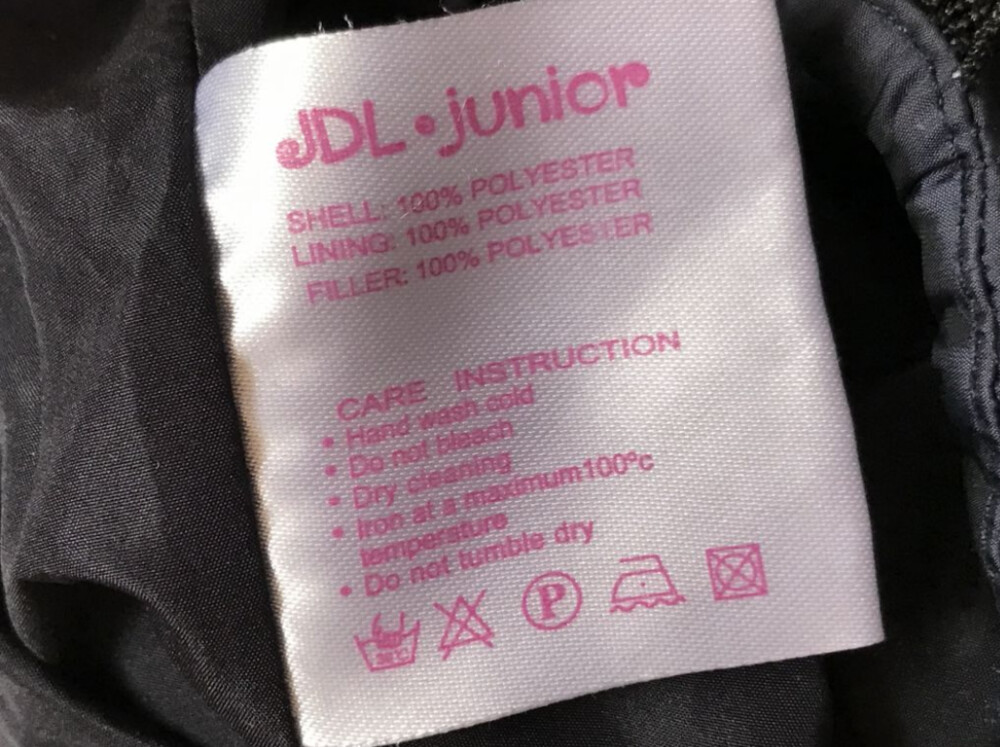 JDL•junior
SHELL: 100% POLYESTER
LINING: 100% POLYESTER
FILLER: 100% POLYESTER
CARE INSTRUCTION
• Hand wash cold
• Do not bleach
• Dry cleaning
• Iron at a maximum100°c
temperature
• Do not tumble dry
P